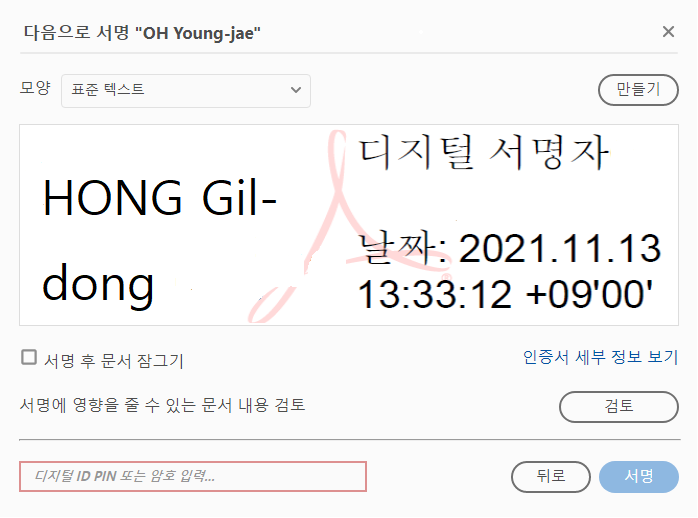 다음으로 서명 "OH Young-jae"
모양 표준 텍스트 만들기
HONG Gil-
dong
디지털 서명자
날짜: 2021.11.13
13:33:12 +09'00'
서명 후 문서 잠그기 인증서 세부 정보 보기
서명에 영향을 줄 수 있는 문서 내용 검토 검토
디지털 ID PIN 또는 암호 입력... 뒤로 서명